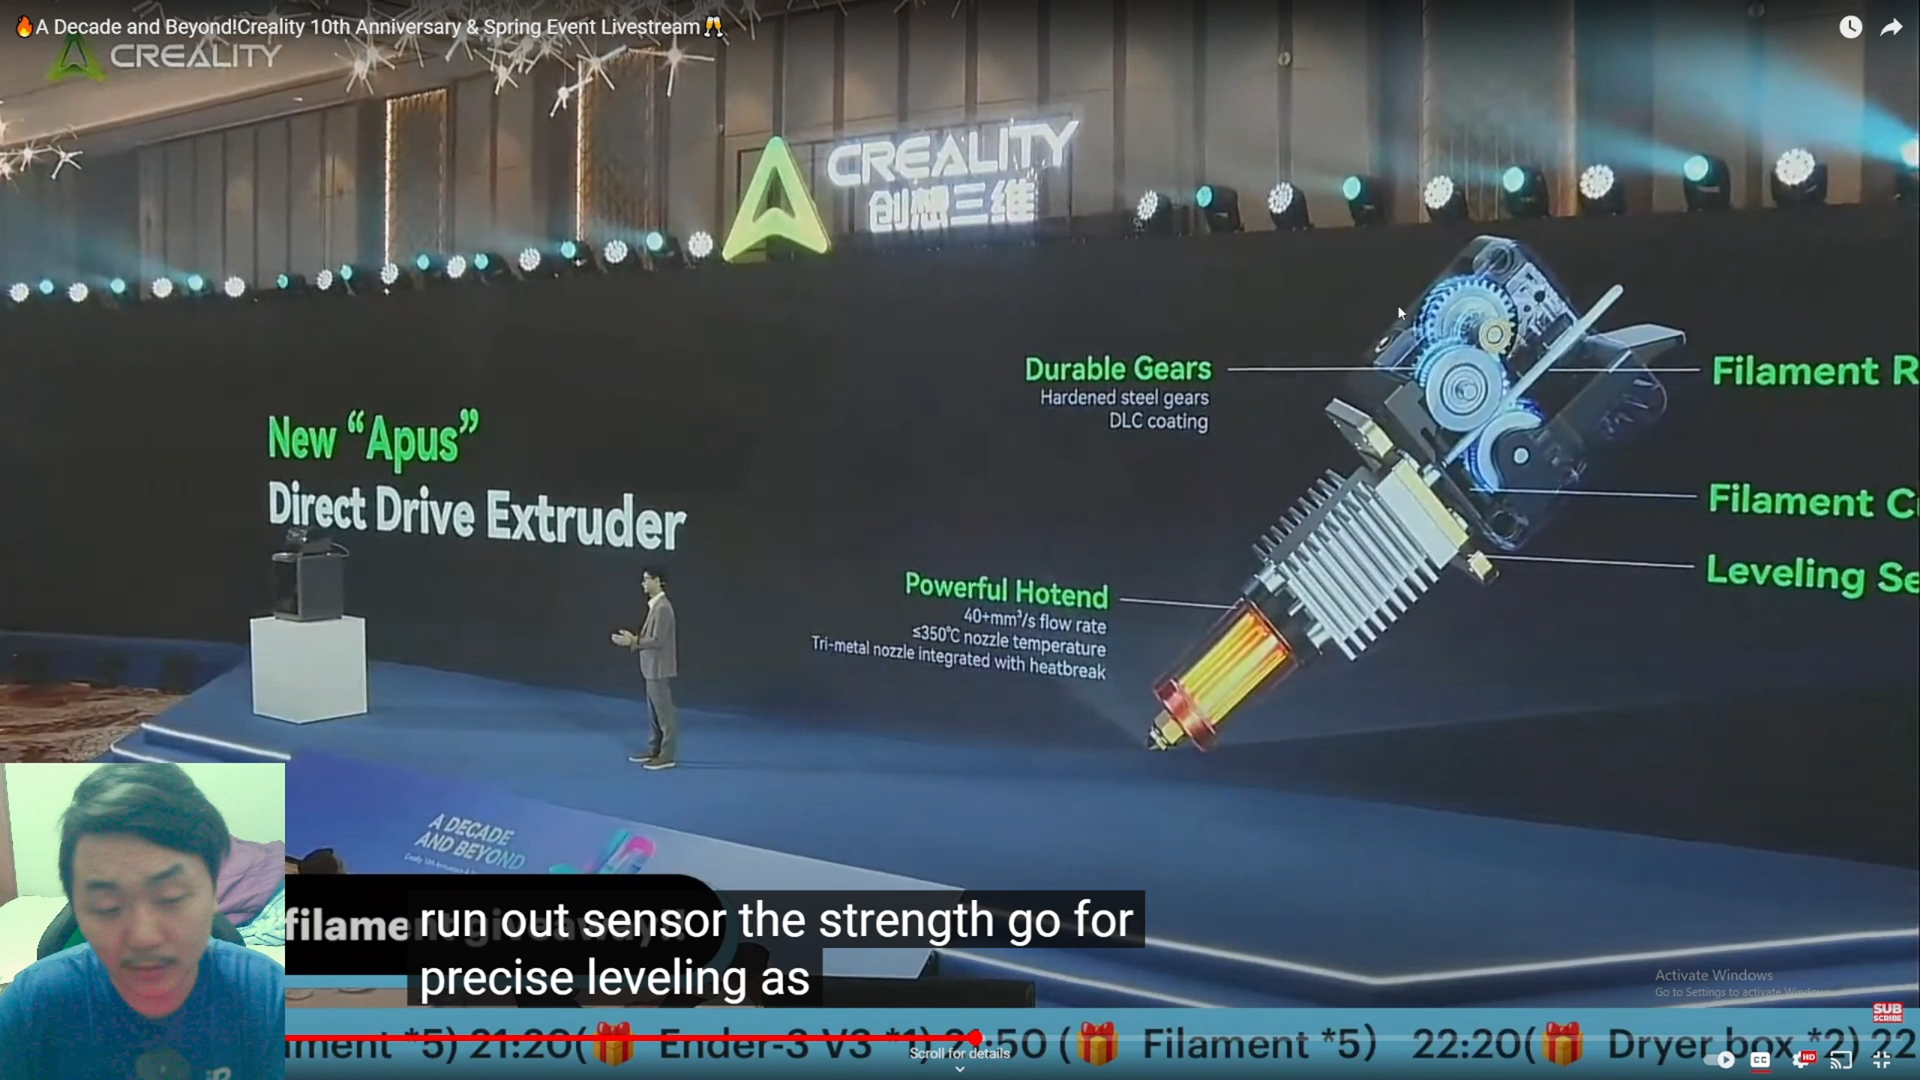 🔥A Decade and Beyond!Creality 10th Anniversary & Spring Event Livestream🥂
CREALITY
CREALITY
创想三维
New “Apus”
Direct Drive Extruder
Durable Gears
Hardened steel gears
DLC coating
Powerful Hotend
40+mm³/s flow rate
≤350℃ nozzle temperature
Tri-metal nozzle integrated with heatbreak
Filament R
Filament C
Leveling Se
A DECADE
AND BEYOND
filame
run out sensor the strength go for
precise leveling as
Activate Windows
Go to Settings to activate
SUB
SCRIBE
ament *5) 21:20(🎁 Ender-3 V3 *1) 21:50 (🎁 Filament *5) 22:20(🎁 Dryer box *2) 22
Scroll for details
CC
HD